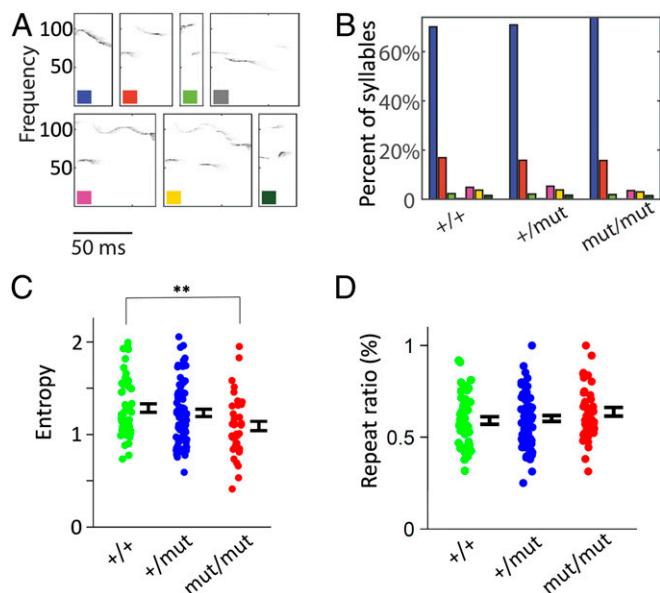 A
Frequency
100
50
100
50
50 ms
B
Percent of syllables
60%
20%
0
+/+
+/mut
mut/mut
C
**
Entropy
2
1
0
+/+
+/mut
mut/mut
D
Repeat ratio (%)
1
0.5
0
+/+
+/mut
mut/mut